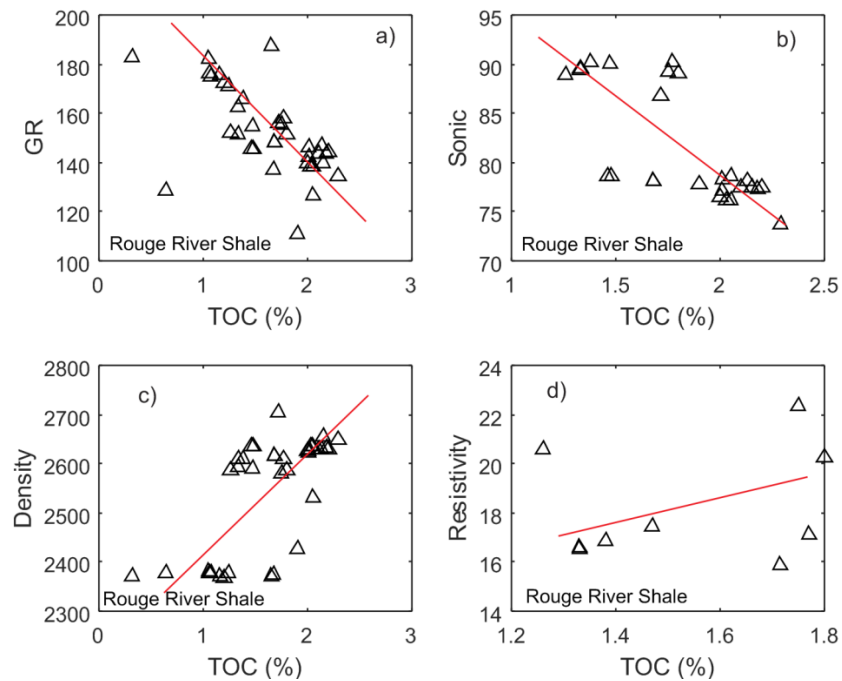 a)
200
180
160
140
120
100
GR
Rouge River Shale
0 1 2 3
TOC (%)
b)
95
90
85
80
75
70
Sonic
Rouge River Shale
1 1.5 2 2.5
TOC (%)
c)
2800
2700
2600
2500
2400
2300
Density
Rouge River Shale
0 1 2 3
TOC (%)
d)
24
22
20
18
16
14
Resistivity
Rouge River Shale
1.2 1.4 1.6 1.8
TOC (%)